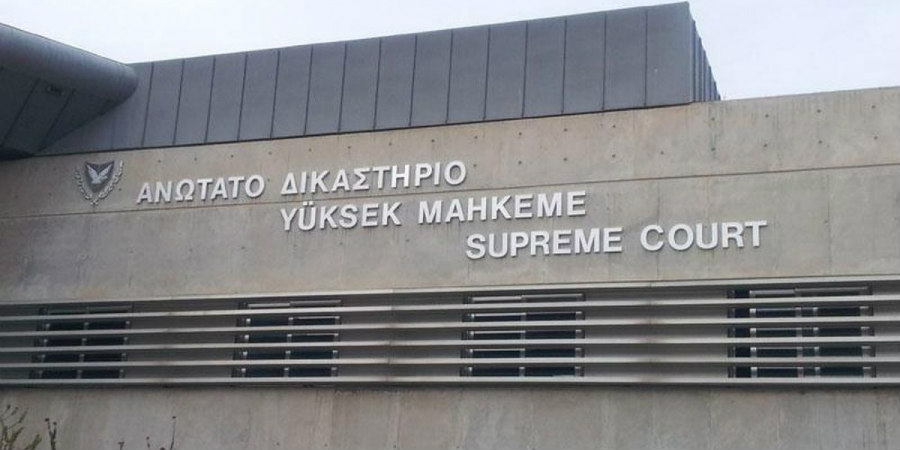 ΑΝΩΤΑΤΟ ΔΙΚΑΣΤΗΡΙΟ
YÜKSEK MAHKEME
SUPREME COURT